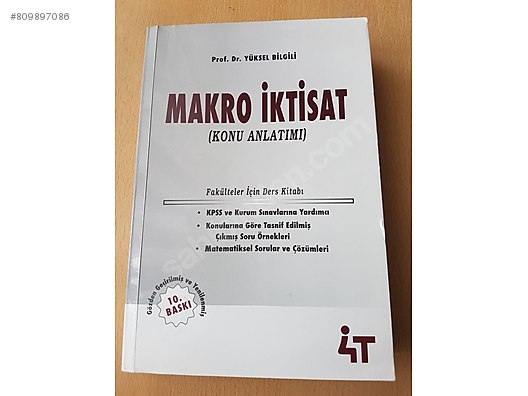 #809897086
Prof. Dr. YÜKSEL BİLGİLİ
MAKRO İKTİSAT
(KONU ANLATIMI)
Fakülteler İçin Ders Kitabı
• KPSS ve Kurum Sınavlarına Yardımcı
• Konularına Göre Tasnif Edilmiş
Çıkmış Soru Örnekleri
• Matematiksel Sorular ve Çözümleri
Gözden Geçirilmiş ve Yenilenmiş
10.
BASKI
4T